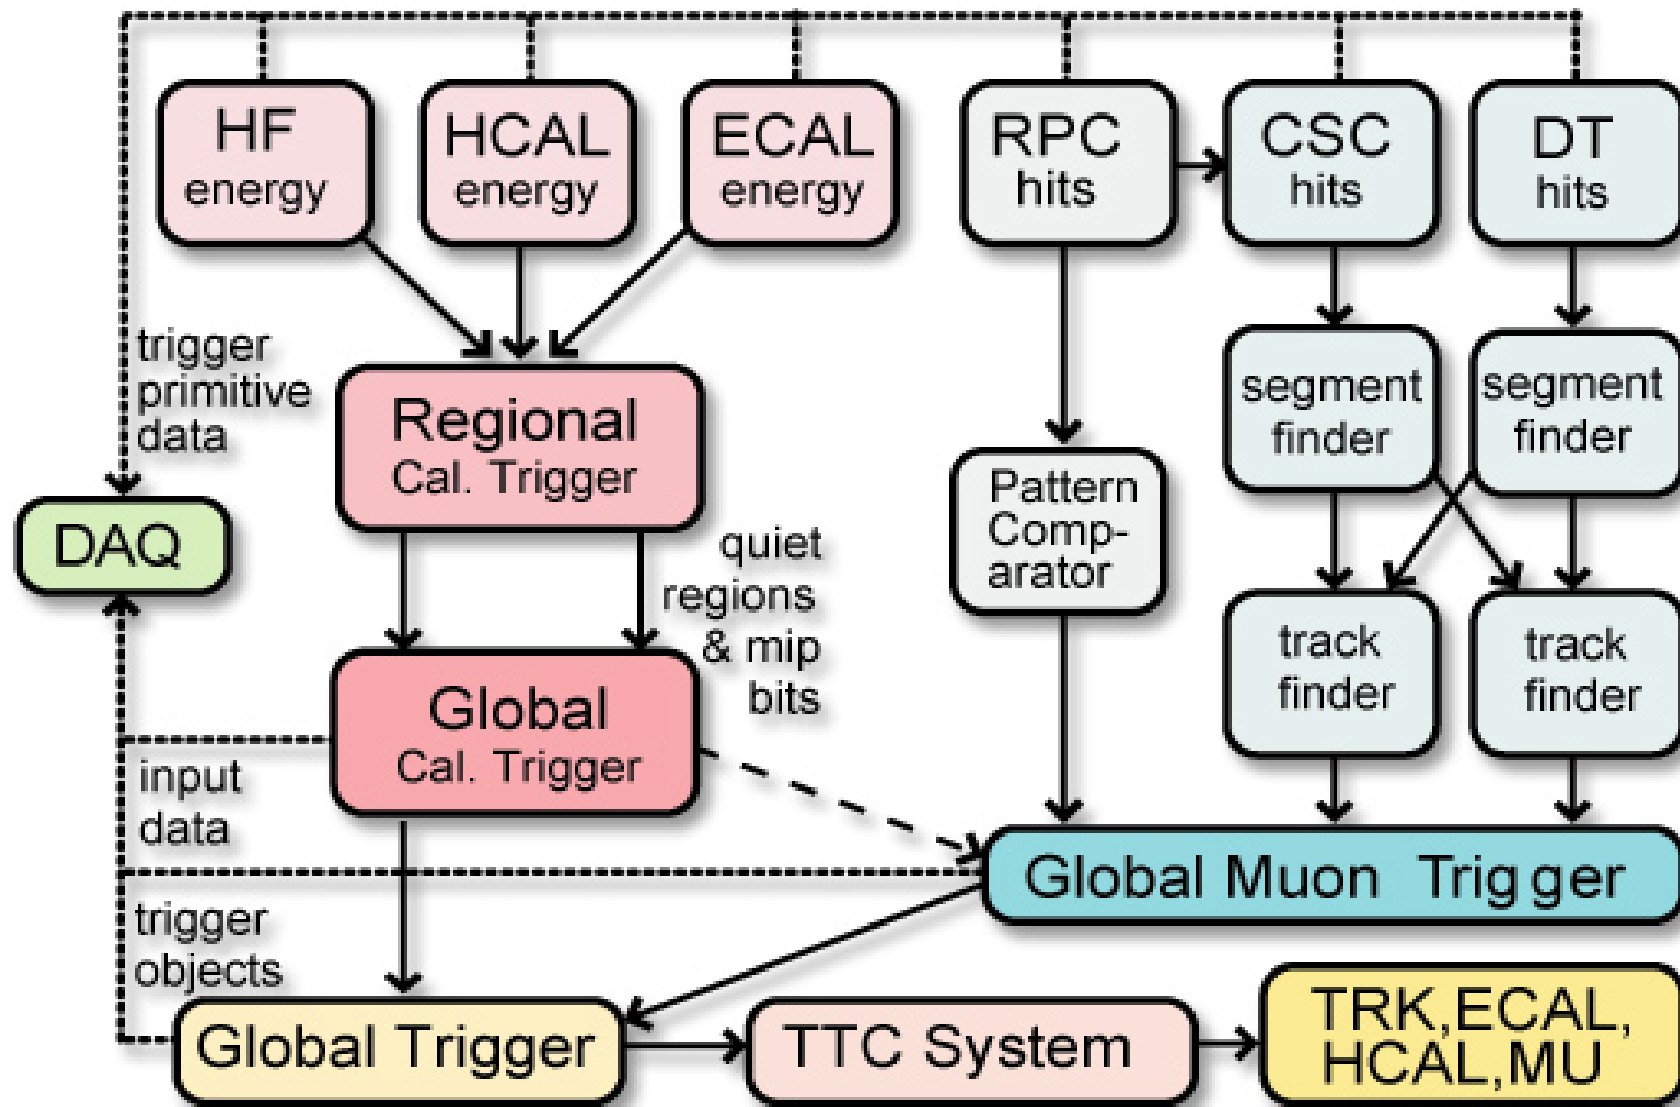 HF
energy
HCAL
energy
ECAL
energy
RPC
hits
CSC
hits
DT
hits
trigger
primitive
data
Regional
Cal. Trigger
segment
finder
segment
finder
Pattern
Comp-
arator
DAQ
quiet
regions
& mip
bits
track
finder
track
finder
Global
Cal. Trigger
input
data
Global Muon Trigger
trigger
objects
Global Trigger
TTC System
TRK,ECAL,
HCAL,MU